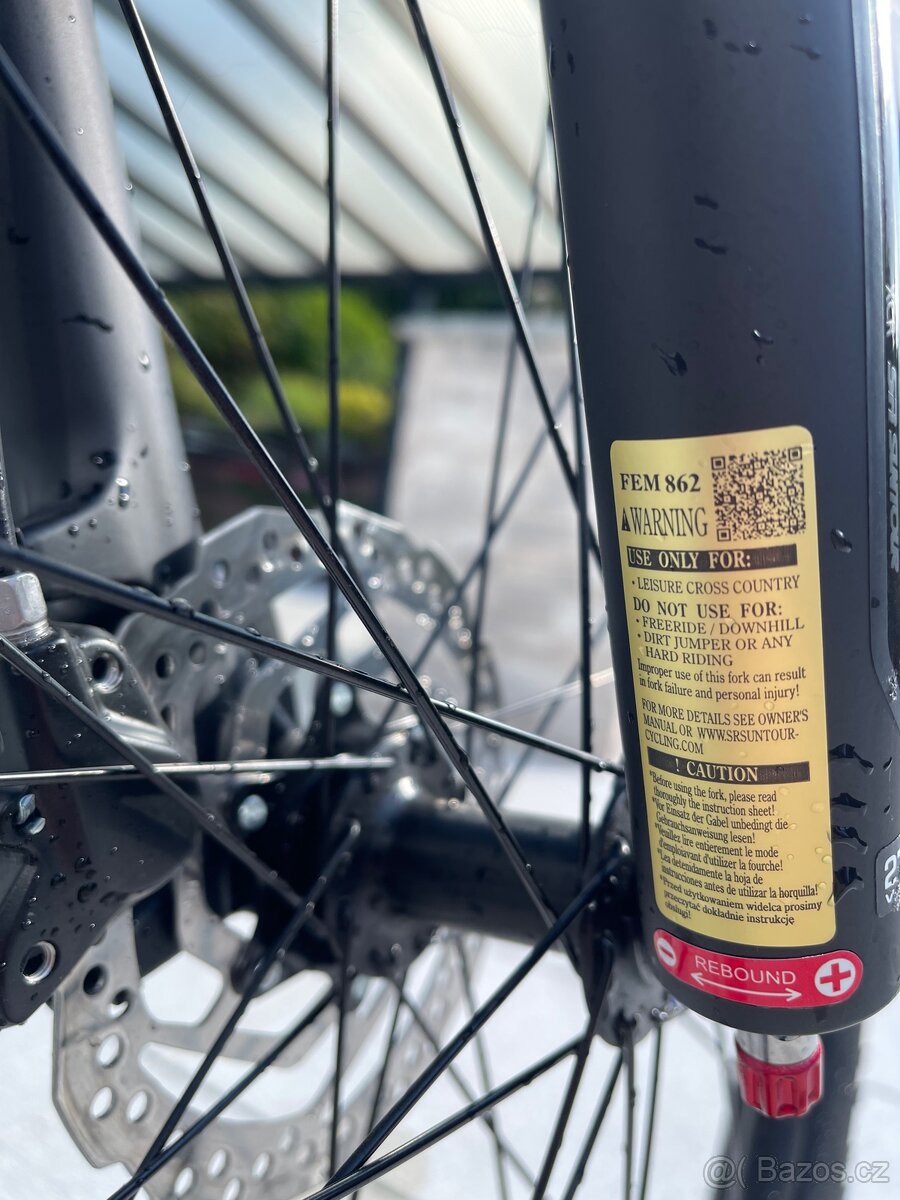 XCR SR SUNTOUR
FEM 862
WARNING
USE ONLY FOR:
· LEISURE CROSS COUNTRY
DO NOT USE FOR:
· FREERIDE / DOWNHILL
· DIRT JUMPER OR ANY
HARD RIDING
Improper use of this fork can result
in fork failure and personal injury!
FOR MORE DETAILS SEE OWNER'S
MANUAL OR WWW.SRSUNTOUR-
CYCLING.COM
! CAUTION
*Before using the fork, please read
thoroughly the instruction sheet!
*Vor Einsatz der Gabel unbedingt die
Gebrauchsanweisung lesen!
*Veuillez lire entierement le mode
d'emploiavant d'utilizer la fourche!
*Lea detenidamente la hoja de
instrucciones antes de utilizar la horquilla!
*Przed użytkowaniem widelca prosimy
przeczytać dokładnie instrukcję
obsługi!
- REBOUND +
@( Bazos.cz